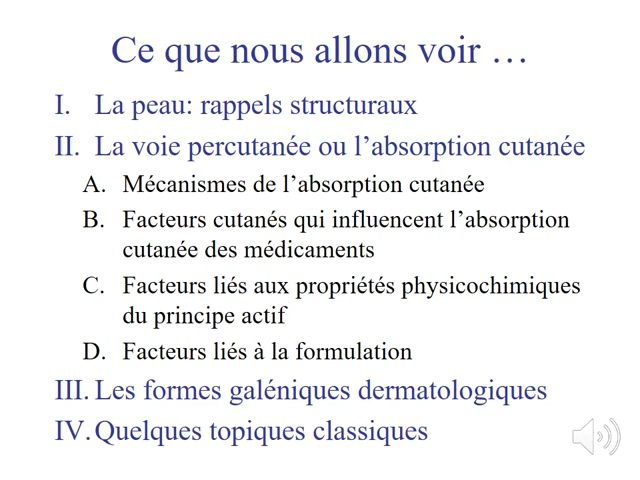 Ce que nous allons voir …
I. La peau: rappels structuraux
II. La voie percutanée ou l’absorption cutanée
A. Mécanismes de l’absorption cutanée
B. Facteurs cutanés qui influencent l’absorption
cutanée des médicaments
C. Facteurs liés aux propriétés physicochimiques
du principe actif
D. Facteurs liés à la formulation
III. Les formes galéniques dermatologiques
IV. Quelques topiques classiques